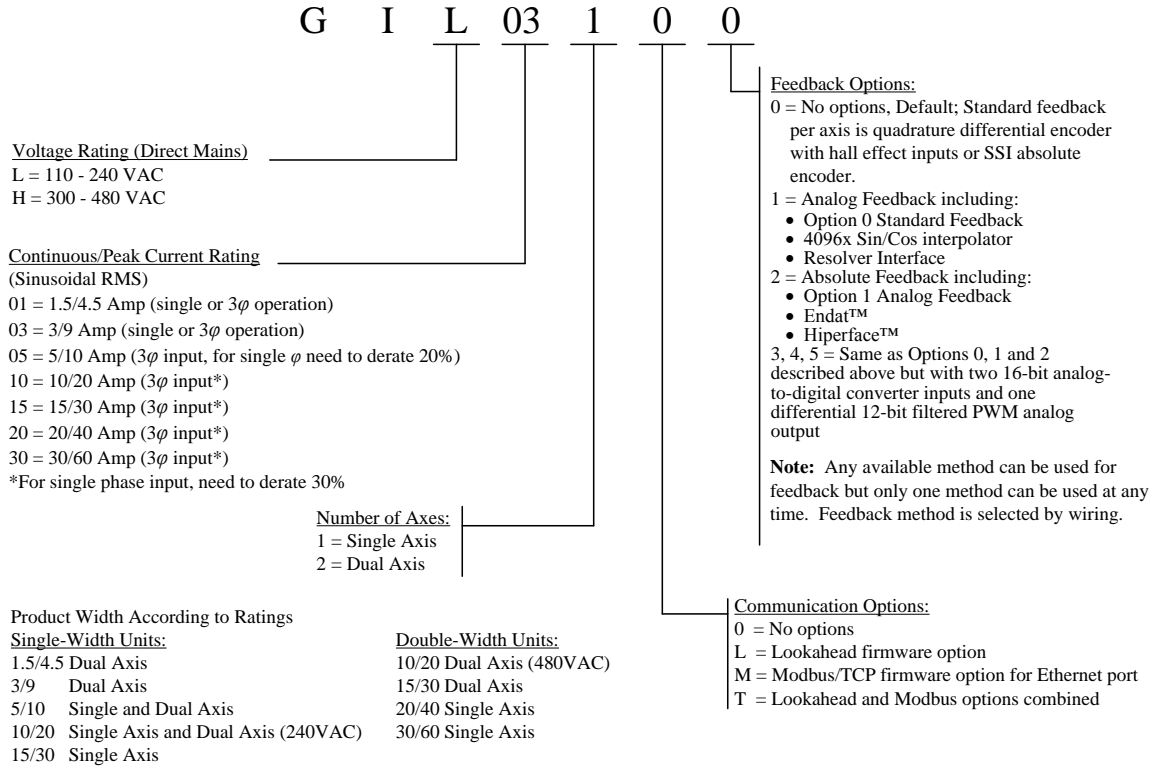 G I L 03 1 0 0
Voltage Rating (Direct Mains)
L = 110 - 240 VAC
H = 300 - 480 VAC
Continuous/Peak Current Rating
(Sinusoidal RMS)
01 = 1.5/4.5 Amp (single or 3φ operation)
03 = 3/9 Amp (single or 3φ operation)
05 = 5/10 Amp (3φ input, for single φ need to derate 20%)
10 = 10/20 Amp (3φ input*)
15 = 15/30 Amp (3φ input*)
20 = 20/40 Amp (3φ input*)
30 = 30/60 Amp (3φ input*)
*For single phase input, need to derate 30%
Number of Axes:
1 = Single Axis
2 = Dual Axis
Feedback Options:
0 = No options, Default; Standard feedback
per axis is quadrature differential encoder
with hall effect inputs or SSI absolute
encoder.
1 = Analog Feedback including:
• Option 0 Standard Feedback
• 4096x Sin/Cos interpolator
• Resolver Interface
2 = Absolute Feedback including:
• Option 1 Analog Feedback
• Endat™
• Hiperface™
3, 4, 5 = Same as Options 0, 1 and 2
described above but with two 16-bit analog-
to-digital converter inputs and one
differential 12-bit filtered PWM analog
output
Note: Any available method can be used for
feedback but only one method can be used at any
time. Feedback method is selected by wiring.
Communication Options:
0 = No options
L = Lookahead firmware option
M = Modbus/TCP firmware option for Ethernet port
T = Lookahead and Modbus options combined
Product Width According to Ratings
Single-Width Units:
1.5/4.5 Dual Axis
3/9 Dual Axis
5/10 Single and Dual Axis
10/20 Single Axis and Dual Axis (240VAC)
15/30 Single Axis
Double-Width Units:
10/20 Dual Axis (480VAC)
15/30 Dual Axis
20/40 Single Axis
30/60 Single Axis